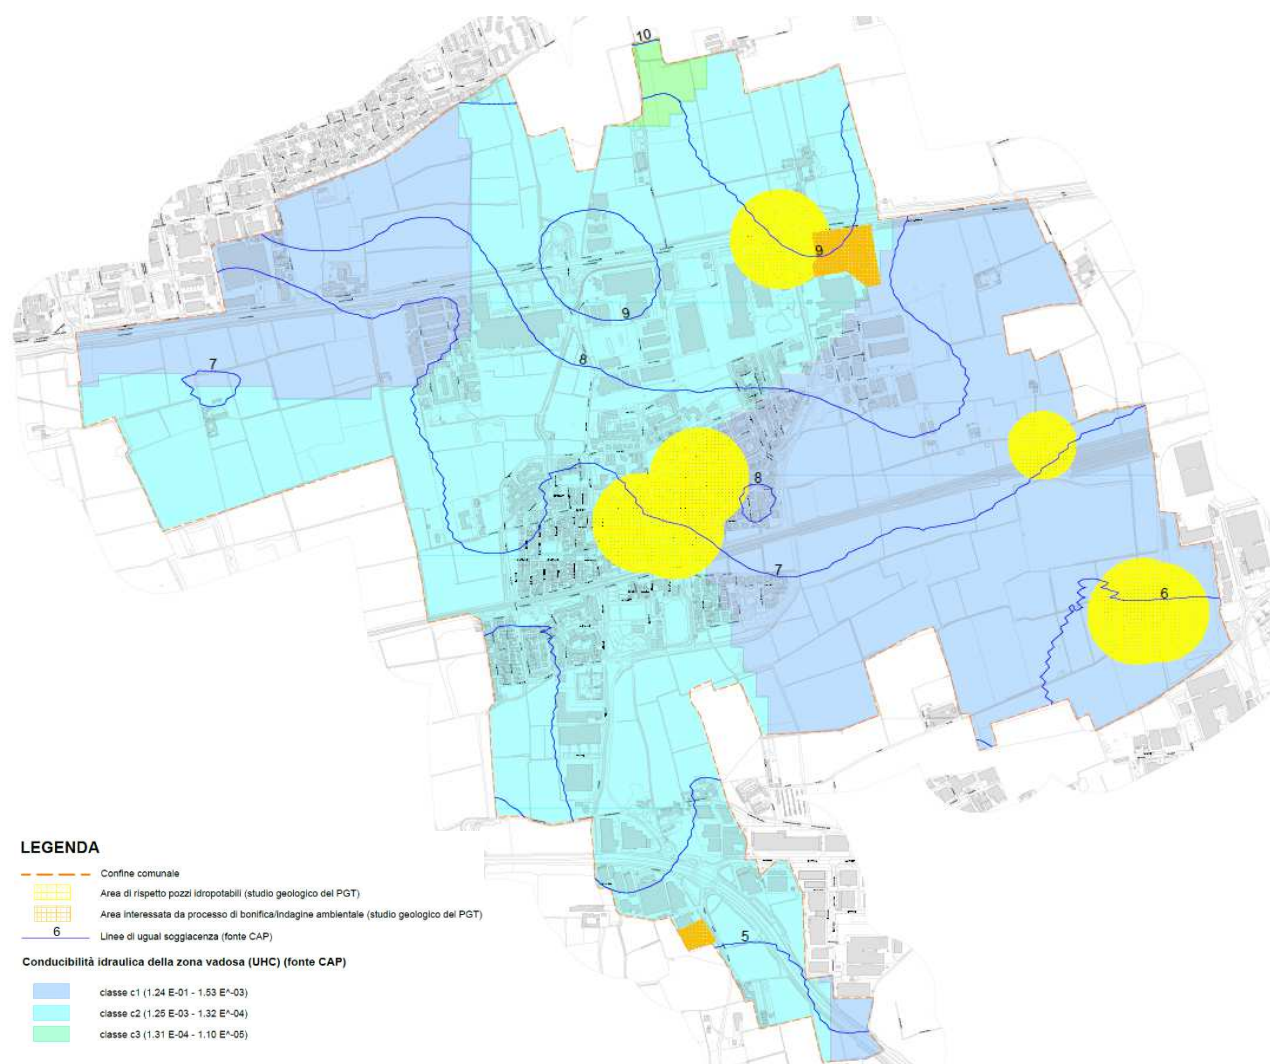 10
9
7
9
8
8
7
6
5
LEGENDA
Confine comunale
Area di rispetto pozzi idropotabili (studio geologico del PGT)
Area interessata da processo di bonifica/indagine ambientale (studio geologico del PGT)
6
Linee di ugual soggiacenza (fonte CAP)
Conducibilità idraulica della zona vadosa (UHC) (fonte CAP)
classe c1 (1.24 E-01 - 1.53 E^-03)
classe c2 (1.25 E-03 - 1.32 E^-04)
classe c3 (1.31 E-04 - 1.10 E^-05)